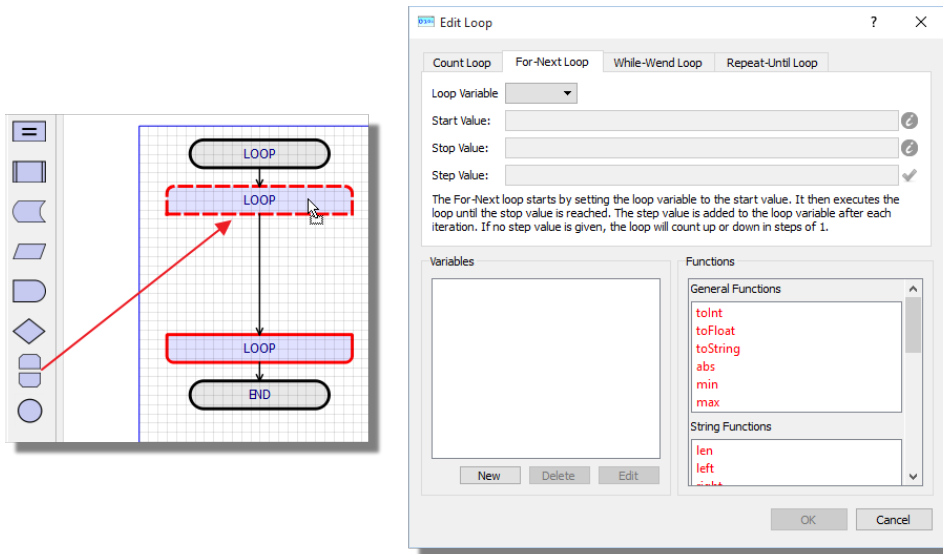 LOOP
LOOP
LOOP
END
Edit Loop
?
Count Loop
For-Next Loop
While-Wend Loop
Repeat-Until Loop
Loop Variable
Start Value:
Stop Value:
Step Value:
The For-Next loop starts by setting the loop variable to the start value. It then executes the
loop until the stop value is reached. The step value is added to the loop variable after each
iteration. If no step value is given, the loop will count up or down in steps of 1.
Variables
New
Delete
Edit
Functions
General Functions
toInt
toFloat
toString
abs
min
max
String Functions
len
left
right
OK
Cancel